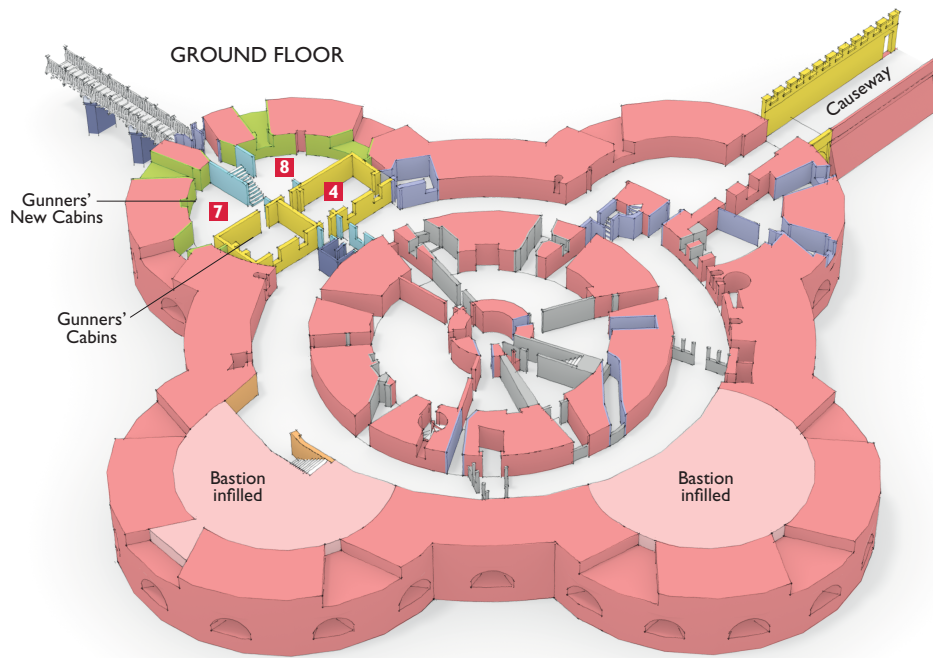 GROUND FLOOR
Causeway
8
4
Gunners'
New Cabins
7
Gunners'
Cabins
Bastion
infilled
Bastion
infilled